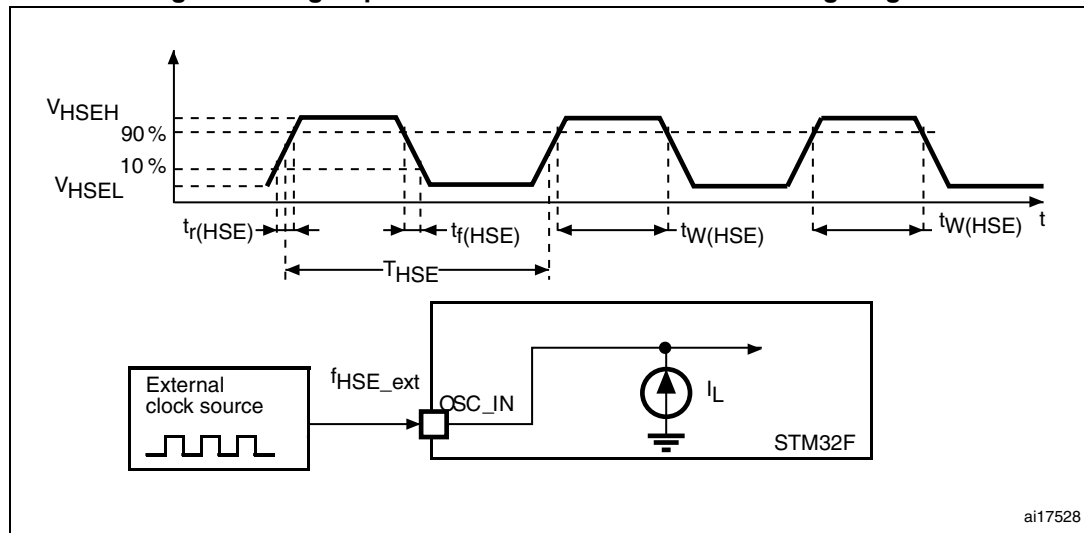 VHSEH
90 %
10 %
VHSEL
tr(HSE)
tf(HSE)
tW(HSE)
tW(HSE)
t
THSE
External
clock source
fHSE_ext
OSC_IN
IL
STM32F
ai17528